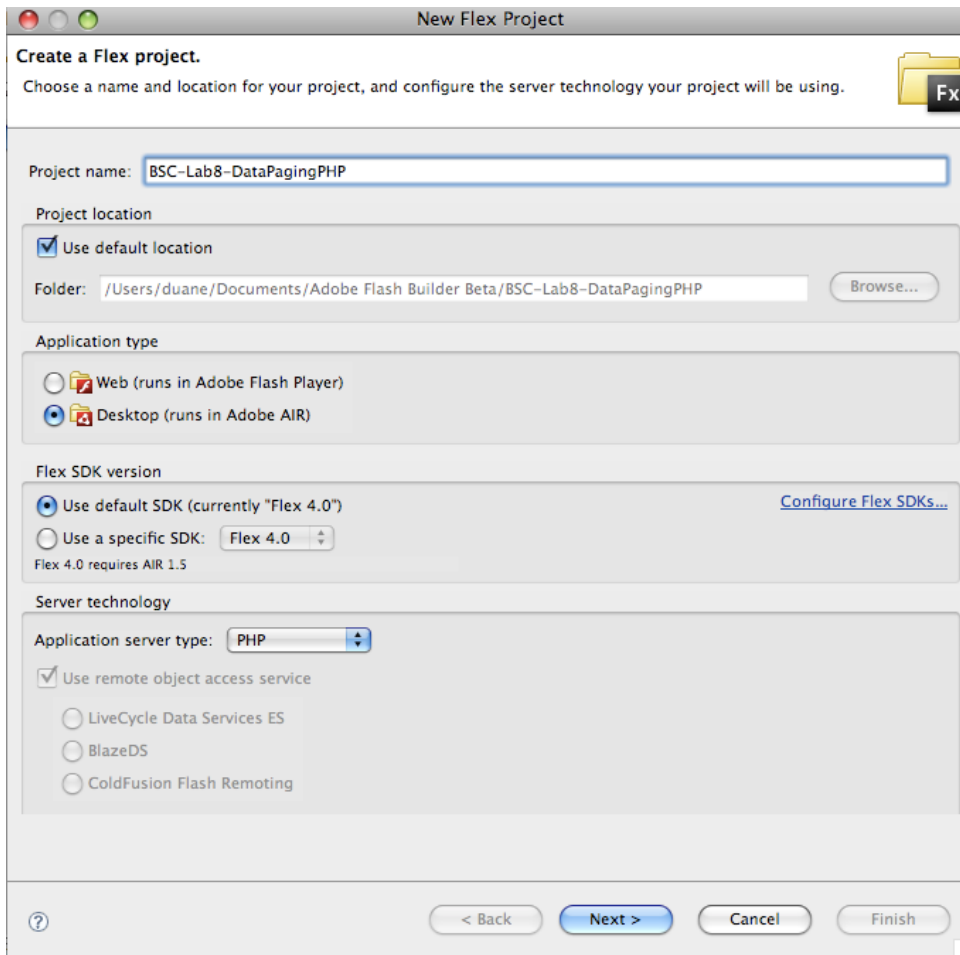 New Flex Project
Create a Flex project.
Choose a name and location for your project, and configure the server technology your project will be using.
Fx
Project name: BSC-Lab8-DataPagingPHP
Project location
Use default location
Folder: /Users/duane/Documents/Adobe Flash Builder Beta/BSC-Lab8-DataPagingPHP Browse...
Application type
Web (runs in Adobe Flash Player)
Desktop (runs in Adobe AIR)
Flex SDK version
Use default SDK (currently "Flex 4.0") Configure Flex SDKs...
Use a specific SDK: Flex 4.0
Flex 4.0 requires AIR 1.5
Server technology
Application server type: PHP
Use remote object access service
LiveCycle Data Services ES
BlazeDS
ColdFusion Flash Remoting
? < Back Next > Cancel Finish